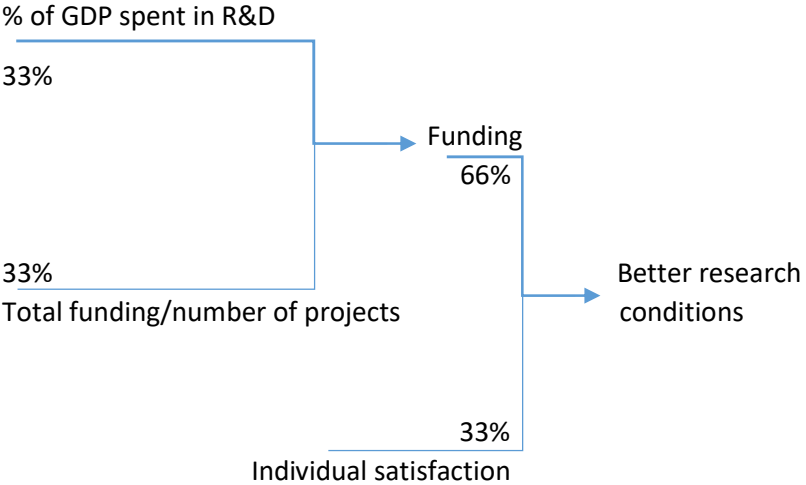 % of GDP spent in R&D
33%
Funding
66%
33%
Total funding/number of projects
Better research
conditions
33%
Individual satisfaction